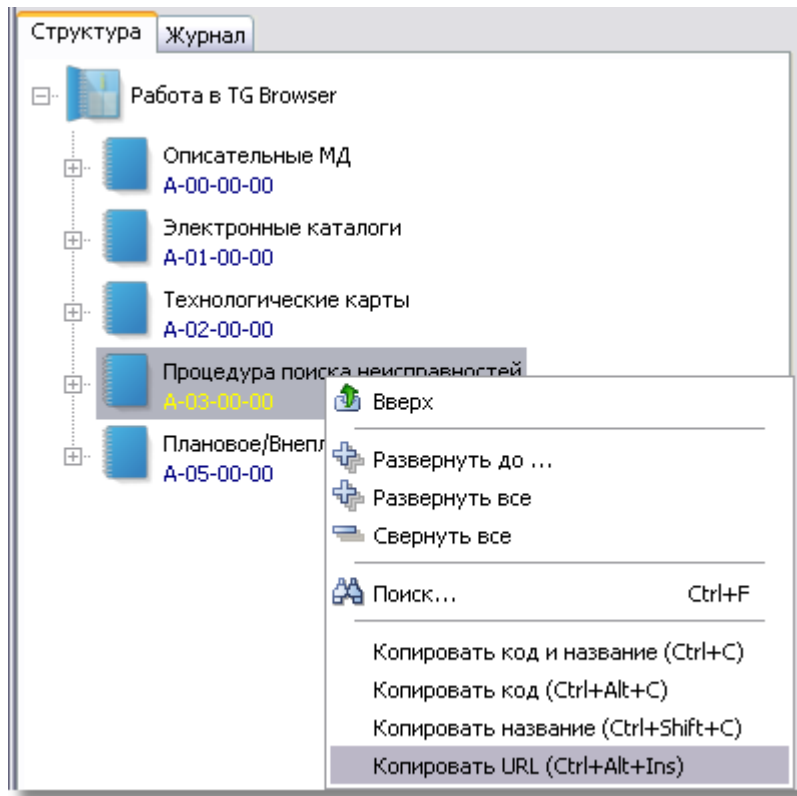 Структура Журнал
Работа в TG Browser
Описательные МД
A-00-00-00
Электронные каталоги
A-01-00-00
Технологические карты
A-02-00-00
Процедура поиска неисправностей
A-03-00-00
Плановое/Внепл
A-05-00-00
Вверх
Развернуть до ...
Развернуть все
Свернуть все
Поиск... Ctrl+F
Копировать код и название (Ctrl+C)
Копировать код (Ctrl+Alt+C)
Копировать название (Ctrl+Shift+C)
Копировать URL (Ctrl+Alt+Ins)